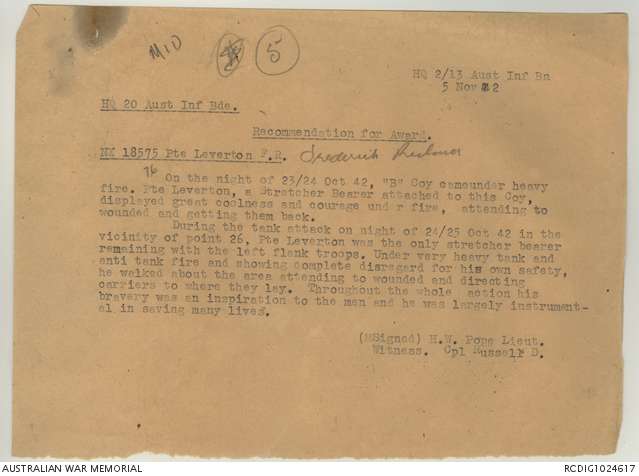 MID 5
HQ 2/13 Aust Inf Bn
5 Nov 42
HQ 20 Aust Inf Bde.
Recommendation for Award.
NX 18575 Pte Leverton F.R. Frederick
76
On the night of 23/24 Oct 42, "B" Coy cameunder heavy
fire. Pte Leverton, a Stretcher Bearer attached to this Coy,
displayed great coolness and courage und r fire, attending to
wounded and getting them back.
During the tank attack on night of 24/25 Oct 42 in the
vicinity of point 26, Pte Leverton was the only stretcher bearer
remaining with the left flank troops. Under very heavy tank and
anti tank fire and showing complete disregard for his own safety,
he walked about the area attending to wounded and directing
carriers to where they lay. Throughout the whole action his
bravery was an inspiration to the men and he was largely instrument-
al in saving many lives.
(MSigned) H.W. Pope Lieut.
Witness. Cpl Russell D.
AUSTRALIAN WAR MEMORIAL
RCDIG1024617